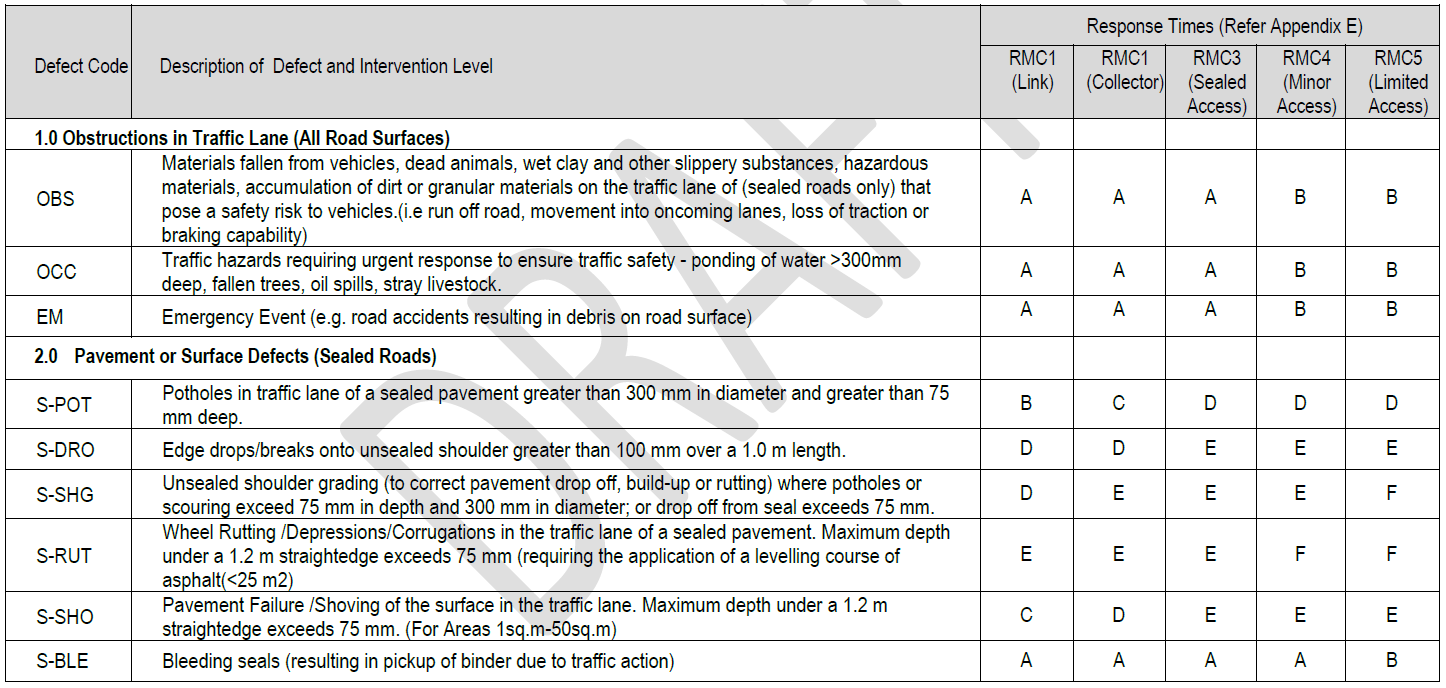 DRAFT
Response Times (Refer Appendix E)
Defect Code Description of Defect and Intervention Level RMC1 (Link) RMC1 (Collector) RMC3 (Sealed Access) RMC4 (Minor Access) RMC5 (Limited Access)
1.0 Obstructions in Traffic Lane (All Road Surfaces)
OBS
Materials fallen from vehicles, dead animals, wet clay and other slippery substances, hazardous
materials, accumulation of dirt or granular materials on the traffic lane of (sealed roads only) that
pose a safety risk to vehicles.(i.e run off road, movement into oncoming lanes, loss of traction or
braking capability)
A A A B B
OCC
Traffic hazards requiring urgent response to ensure traffic safety - ponding of water >300mm
deep, fallen trees, oil spills, stray livestock.
A A A B B
EM Emergency Event (e.g. road accidents resulting in debris on road surface) A A A B B
2.0 Pavement or Surface Defects (Sealed Roads)
S-POT
Potholes in traffic lane of a sealed pavement greater than 300 mm in diameter and greater than 75
mm deep.
B C D D D
S-DRO Edge drops/breaks onto unsealed shoulder greater than 100 mm over a 1.0 m length. D D E E E
S-SHG
Unsealed shoulder grading (to correct pavement drop off, build-up or rutting) where potholes or
scouring exceed 75 mm in depth and 300 mm in diameter; or drop off from seal exceeds 75 mm.
D E E E F
S-RUT
Wheel Rutting /Depressions/Corrugations in the traffic lane of a sealed pavement. Maximum depth
under a 1.2 m straightedge exceeds 75 mm (requiring the application of a levelling course of
asphalt(<25 m2)
E E E F F
S-SHO
Pavement Failure /Shoving of the surface in the traffic lane. Maximum depth under a 1.2 m
straightedge exceeds 75 mm. (For Areas 1sq.m-50sq.m)
C D E E E
S-BLE Bleeding seals (resulting in pickup of binder due to traffic action) A A A A B